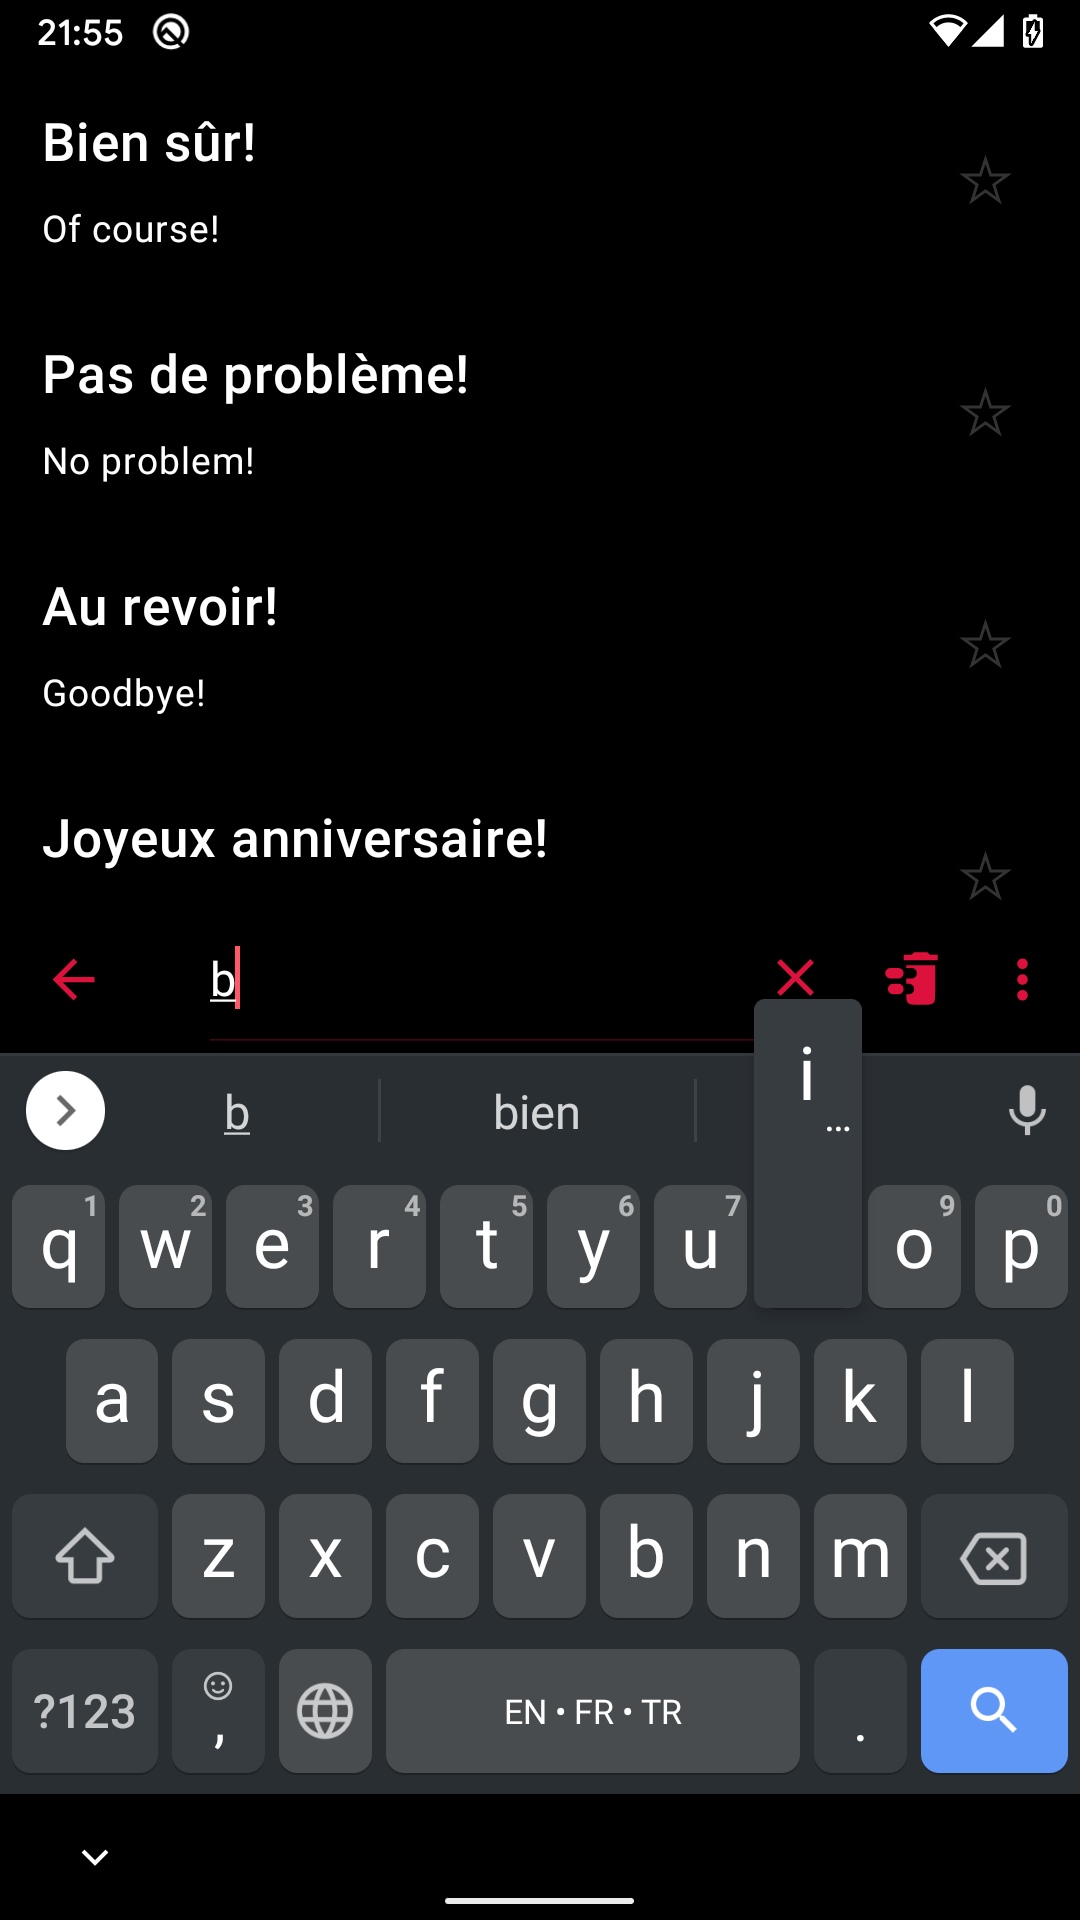 21:55
Bien sûr!
Of course!
Pas de problème!
No problem!
Au revoir!
Goodbye!
Joyeux anniversaire!
b
b bien
i
...
1 2 3 4 5 6 7 9 0
q w e r t y u o p
a s d f g h j k l
z x c v b n m
?123 , EN • FR • TR .